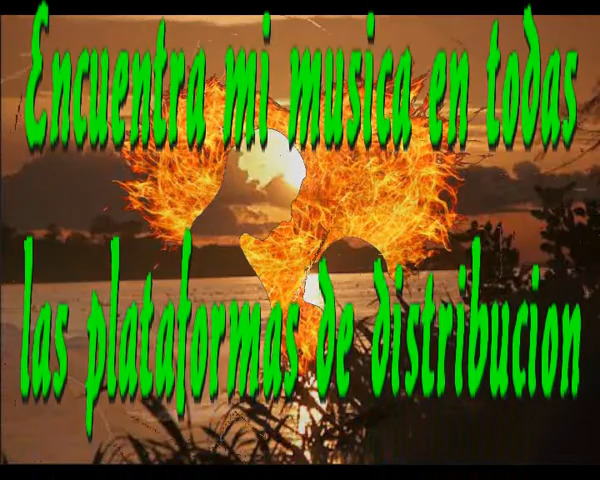 Encuentra mi musica en todas
las plataformas de distribucion